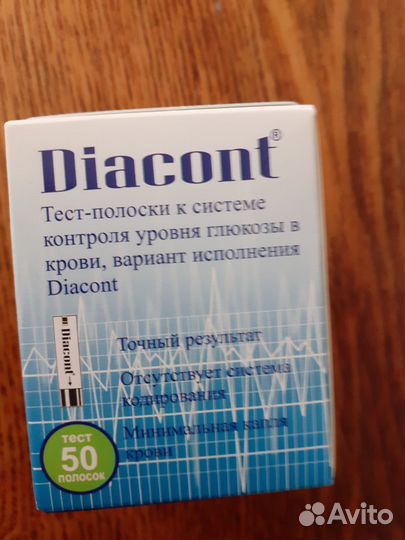 Diacont®
Тест-полоски к системе
контроля уровня глюкозы в
крови, вариант исполнения
Diacont
Diacont
Точный результат
Отсутствует система
кодирования
Минимальная капля
крови
ТЕСТ
50
ПОЛОСОК
Avito